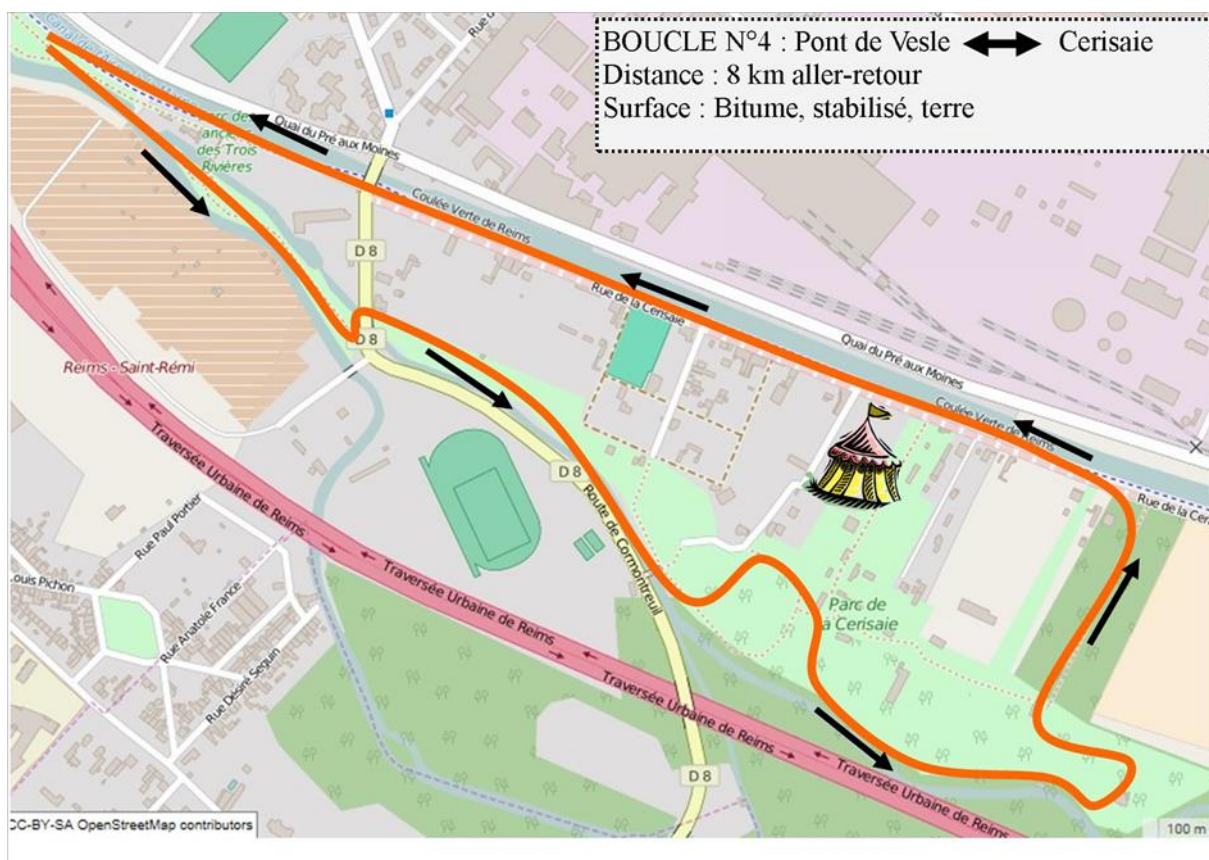 BOUCLE N°4 : Pont de Vesle Cerisaie
Distance : 8 km aller-retour
Surface : Bitume, stabilisé, terre
Quai du Pré aux Moines
des Trois
Rivières
Coulée Verte de Reims
D 8
Rue de la Cerisaie
D 8
Quai du Pré aux Moines
Reims - Saint-Rémi
Coulée Verte de Reims
Traversée Urbaine de Reims
D 8
Route de Cormontreuil
Rue de la
Rue Paul Portier
Louis Pichon
Rue Anatole France
Traversée Urbaine de Reims
Parc de
la Cerisaie
Rue Désiré Seguin
Traversée Urbaine de Reims
D 8
Traversée Urbaine de Reims
CC-BY-SA OpenStreetMap contributors
100 m